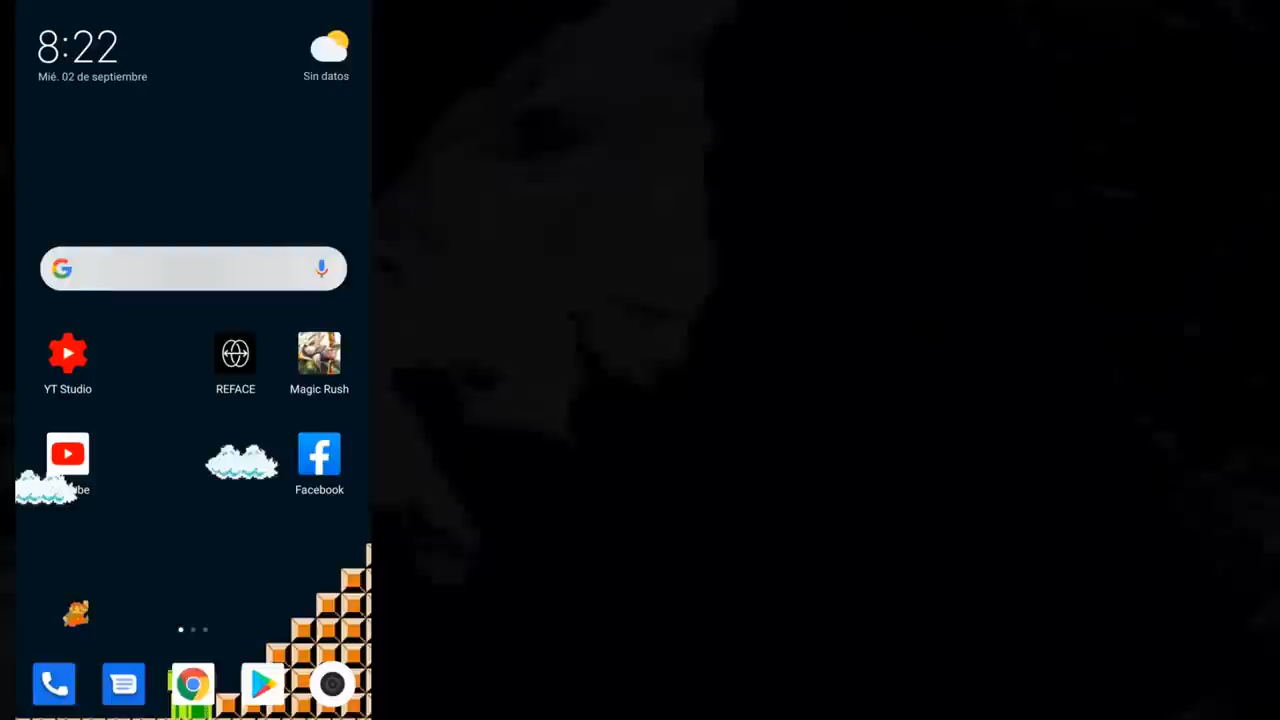 8:22
Mié. 02 de septiembre
Sin datos
YT Studio
REFACE
Magic Rush
Facebook